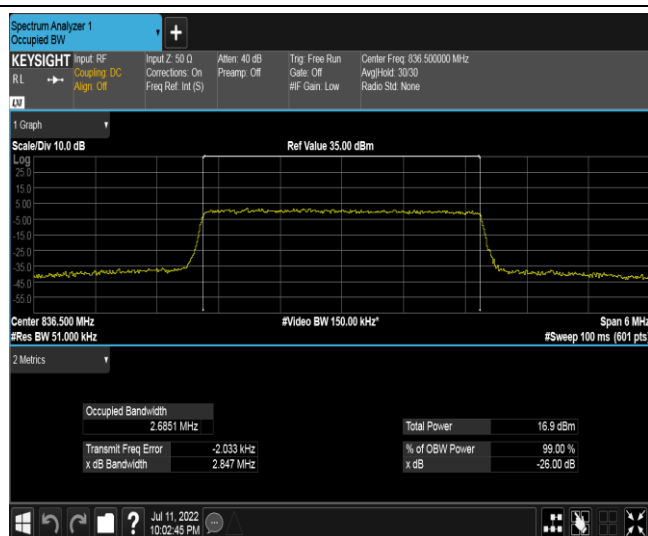 Spectrum Analyzer 1
Occupied BW
+
KEYSIGHT Input: RF Input Z: 50 Ω Atten: 40 dB Trig: Free Run Center Freq: 836.500000 MHz
RL Coupling: DC Corrections: On Preamp: Off Gate: Off Avg|Hold: 30/30
Align: Off Freq Ref: Int (S) #IF Gain: Low Radio Std: None
LXI
1 Graph
Scale/Div 10.0 dB Ref Value 35.00 dBm
Log
25.0
15.0
5.00
-5.00
-15.0
-25.0
-35.0
-45.0
-55.0
Center 836.500 MHz #Video BW 150.00 kHz* Span 6 MHz
#Res BW 51.000 kHz #Sweep 100 ms (601 pts)
2 Metrics
Occupied Bandwidth
2.6851 MHz Total Power 16.9 dBm
Transmit Freq Error -2.033 kHz % of OBW Power 99.00 %
x dB Bandwidth 2.847 MHz x dB -26.00 dB
? Jul 11, 2022
10:02:45 PM